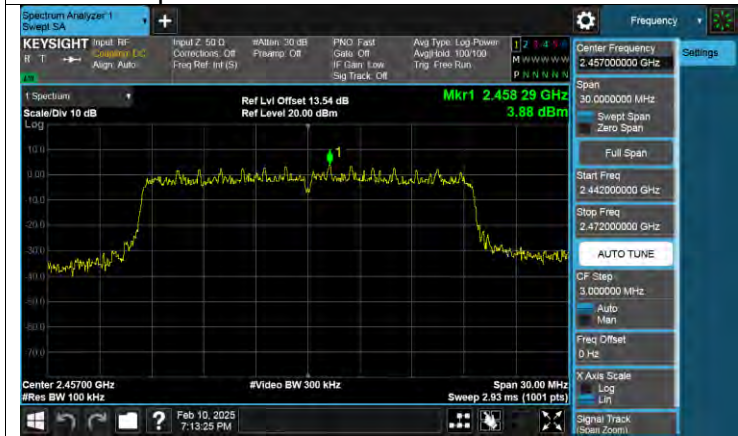 Spectrum Analyzer 1
Swept SA
Frequency
KEYSIGHT
R T
Input: RF
Coupling: DC
Align: Auto
Input Z: 50 Ω
Corrections: Off
Freq Ref: Int (S)
#Atten: 30 dB
Preamp: Off
PNO: Fast
Gate: Off
IF Gain: Low
Sig Track: Off
Avg Type: Log-Power
Avg|Hold: 100/100
Trig: Free Run
1 2 3 4 5 6
M W W W W W
P N N N N N
Center Frequency
2.457000000 GHz
Settings
Span
30.0000000 MHz
Swept Span
Zero Span
Full Span
Start Freq
2.442000000 GHz
Stop Freq
2.472000000 GHz
AUTO TUNE
CF Step
3.000000 MHz
Auto
Man
Freq Offset
0 Hz
X Axis Scale
Log
Lin
Signal Track
(Span Zoom)
1 Spectrum
Scale/Div 10 dB
Log
Ref Lvl Offset 13.54 dB
Ref Level 20.00 dBm
Mkr1 2.458 29 GHz
3.88 dBm
1
10.0
0.00
-10.0
-20.0
-30.0
-40.0
-50.0
-60.0
-70.0
Center 2.45700 GHz
#Res BW 100 kHz
#Video BW 300 kHz
Span 30.00 MHz
Sweep 2.93 ms (1001 pts)
?
Feb 10, 2025
7:13:25 PM